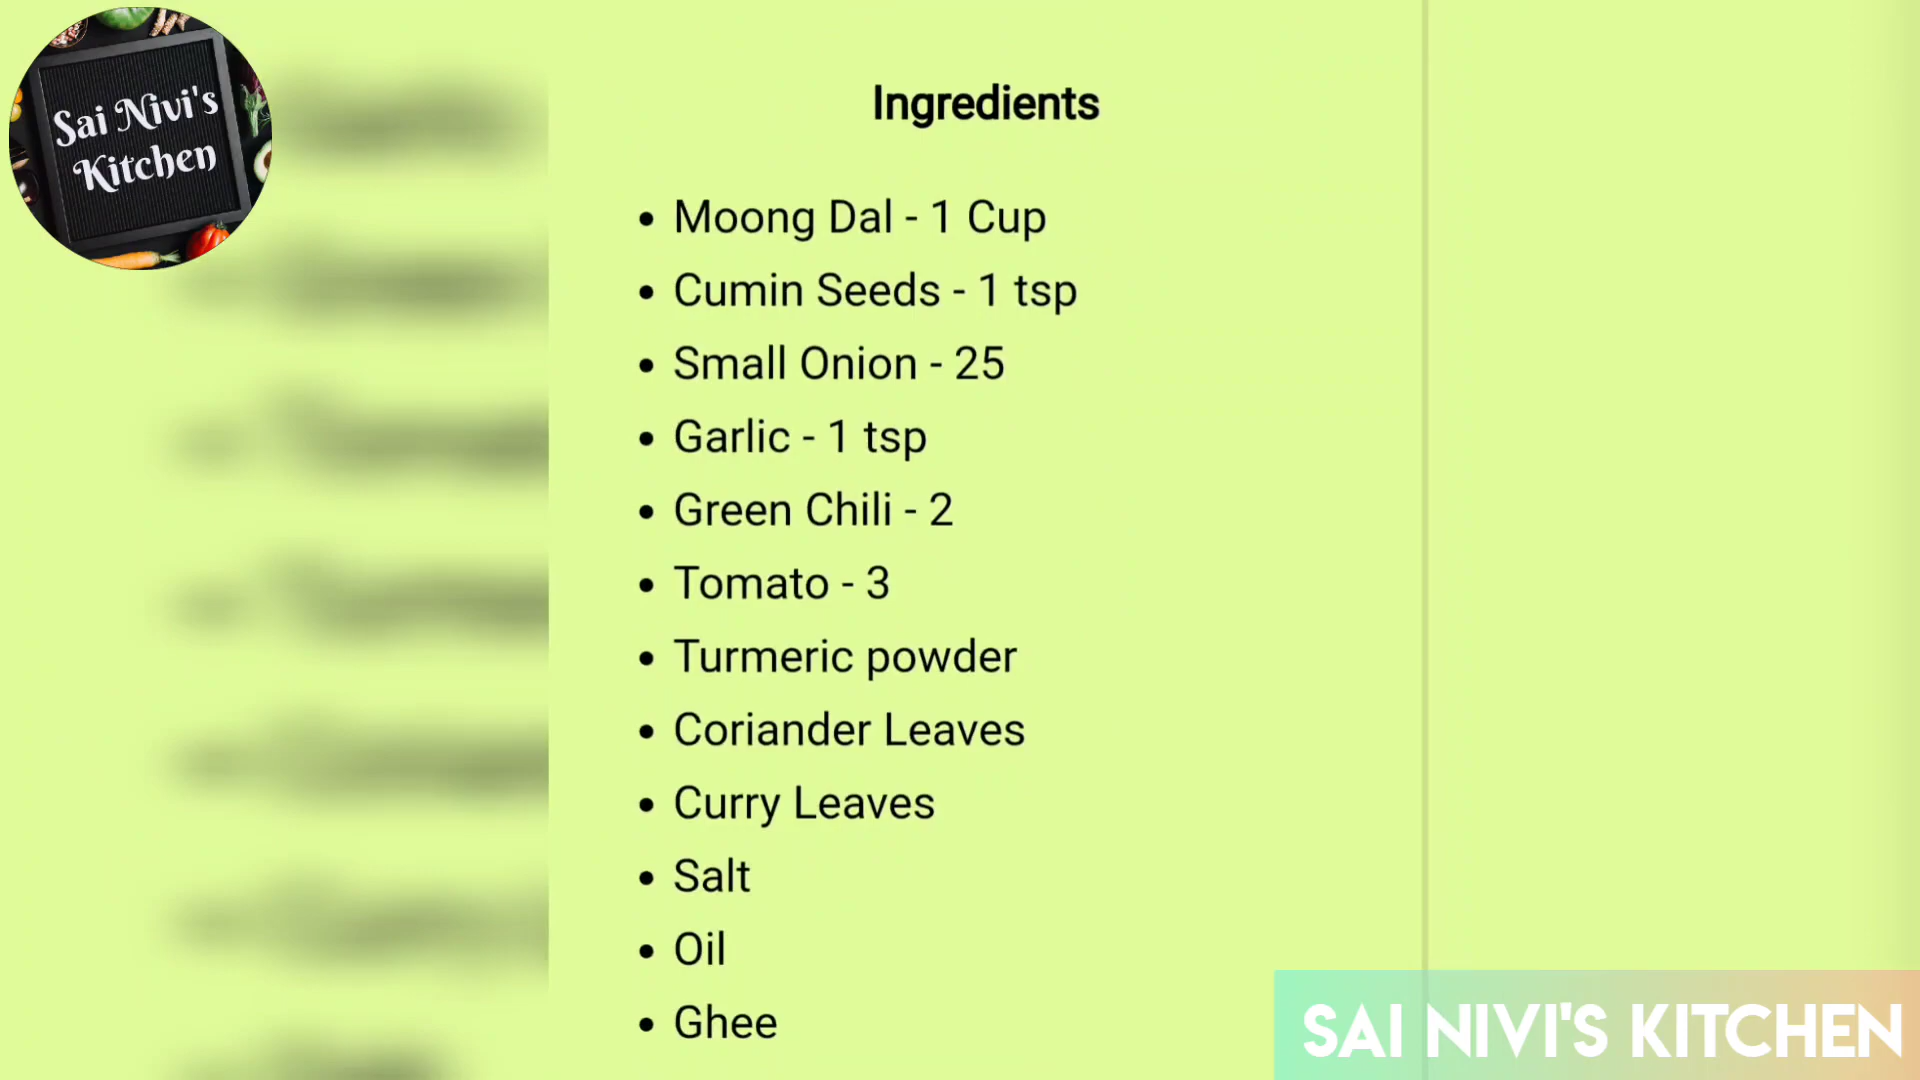 Sai Nivi's
Kitchen
Ingredients
• Moong Dal - 1 Cup
• Cumin Seeds - 1 tsp
• Small Onion - 25
• Garlic - 1 tsp
• Green Chili - 2
• Tomato - 3
• Turmeric powder
• Coriander Leaves
• Curry Leaves
• Salt
• Oil
• Ghee
SAI NIVI'S KITCHEN